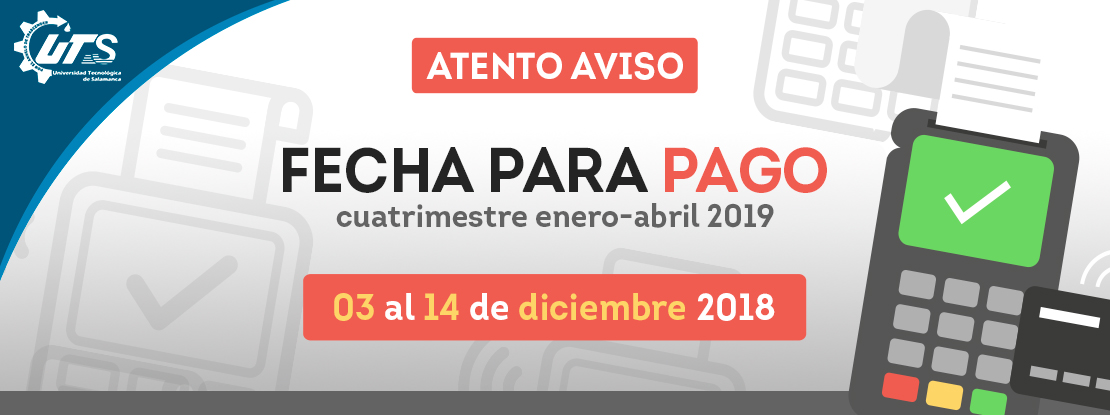 UTS
Universidad Tecnológica
de Salamanca
ATENTO AVISO
FECHA PARA PAGO
cuatrimestre enero-abril 2019
03 al 14 de diciembre 2018